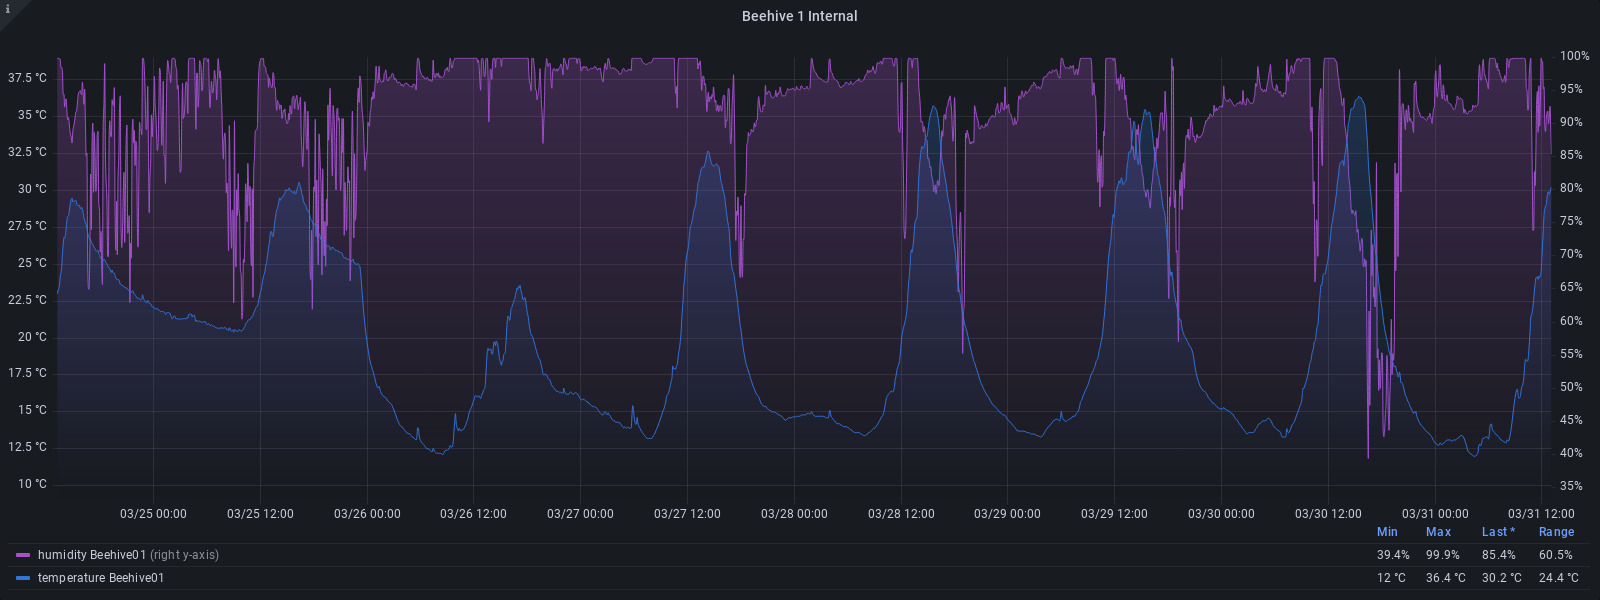 i
Beehive 1 Internal
37.5 °C
35 °C
32.5 °C
30 °C
27.5 °C
25 °C
22.5 °C
20 °C
17.5 °C
15 °C
12.5 °C
10 °C
100%
95%
90%
85%
80%
75%
70%
65%
60%
55%
50%
45%
40%
35%
03/25 00:00 03/25 12:00 03/26 00:00 03/26 12:00 03/27 00:00 03/27 12:00 03/28 00:00 03/28 12:00 03/29 00:00 03/29 12:00 03/30 00:00 03/30 12:00 03/31 00:00 03/31 12:00
Min Max Last * Range
humidity Beehive01 (right y-axis) 39.4% 99.9% 85.4% 60.5%
temperature Beehive01 12 °C 36.4 °C 30.2 °C 24.4 °C